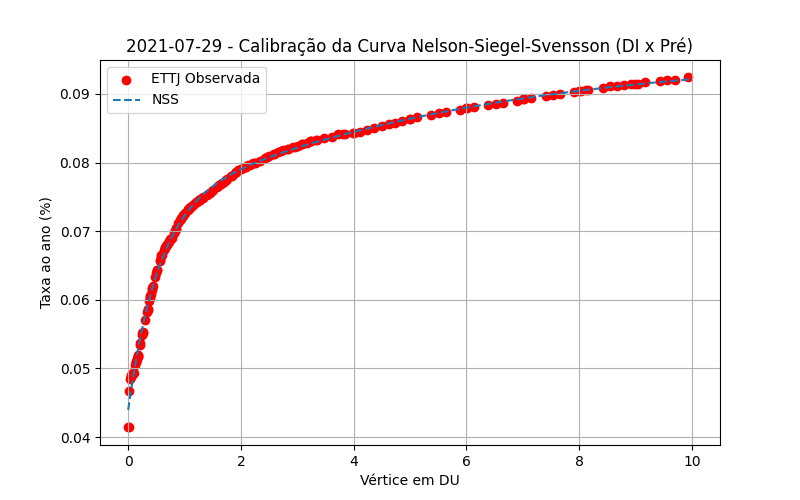 2021-07-29 - Calibração da Curva Nelson-Siegel-Svensson (DI x Pré)
ETTJ Observada
NSS
Taxa ao ano (%)
0.09
0.08
0.07
0.06
0.05
0.04
0 2 4 6 8 10
Vértice em DU